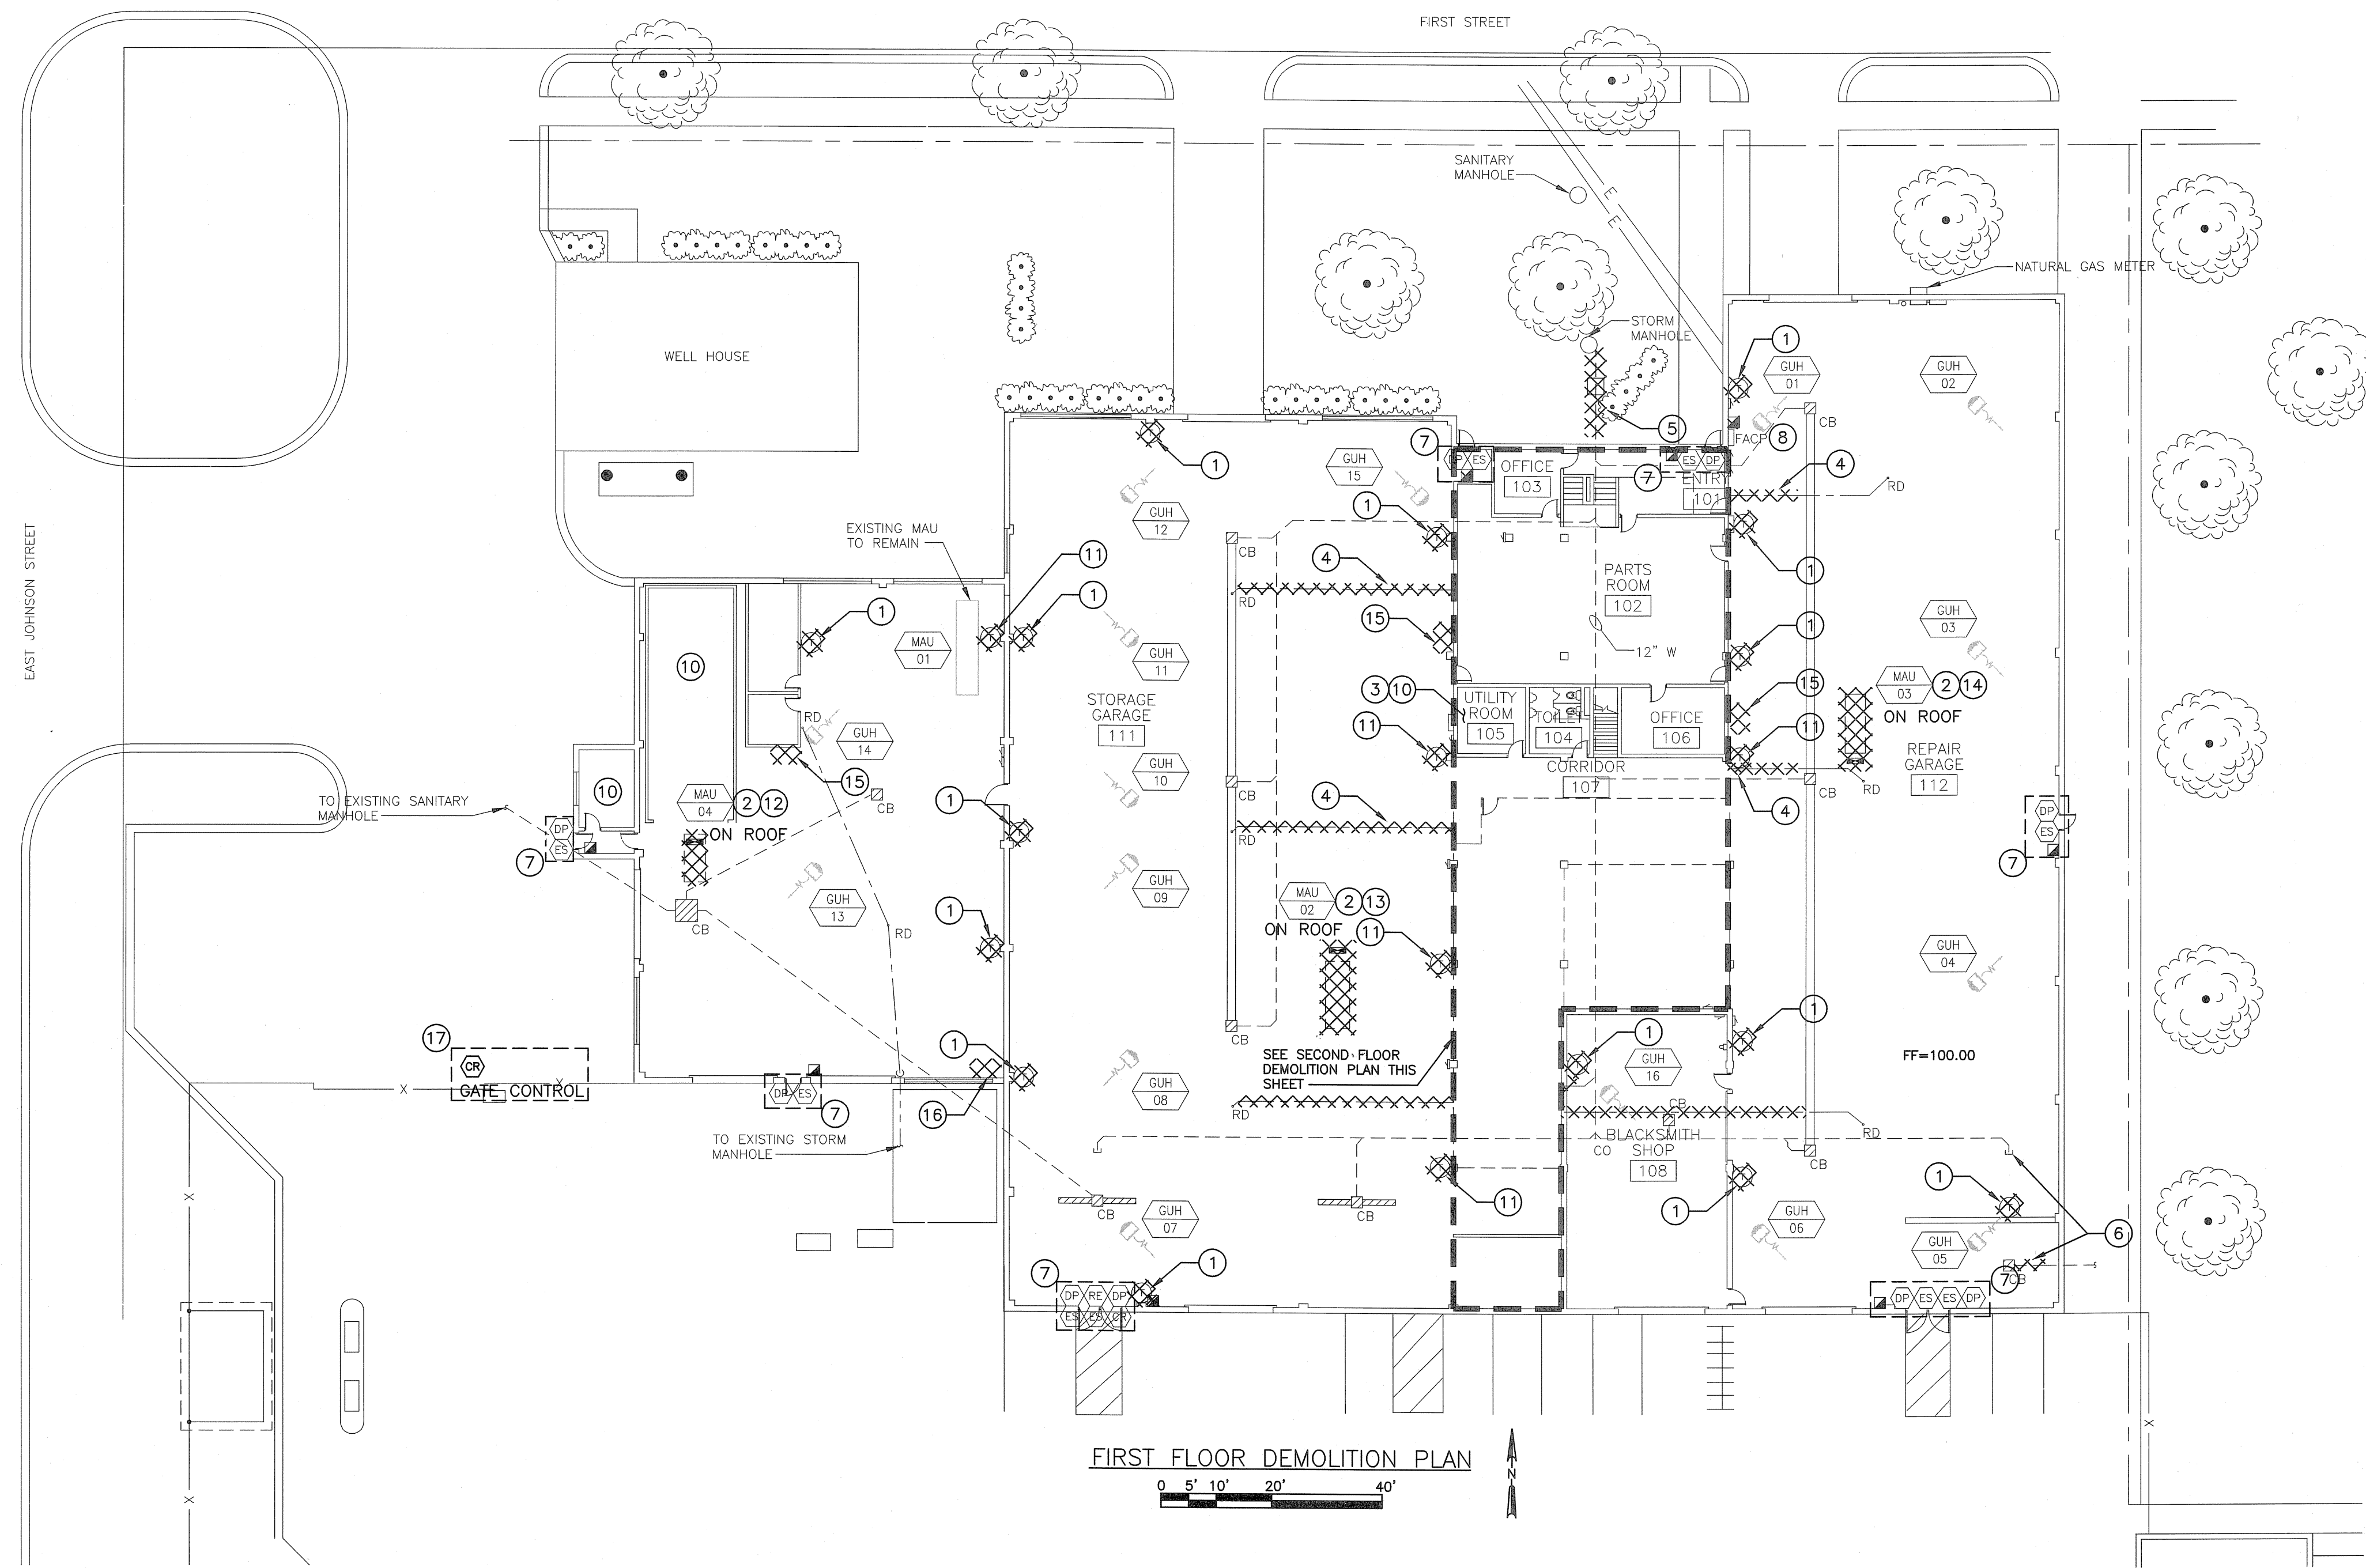 FIRST STREET
SANITARY
MANHOLE
E
E
NATURAL GAS METER
STORM
MANHOLE
WELL HOUSE
EAST JOHNSON STREET
1
GUH
01
GUH
02
CB
5
FACP
8
7
DP
ES
OFFICE
103
7
ES
DP
ENTRY
101
4
RD
1
GUH
15
GUH
12
1
EXISTING MAU
TO REMAIN
11
1
CB
4
RD
1
PARTS
ROOM
102
12" W
1
GUH
03
1
MAU
01
10
15
GUH
11
STORAGE
GARAGE
111
3
10
UTILITY
ROOM
105
TOILET
104
OFFICE
106
15
MAU
03
2
14
ON ROOF
11
11
RD
GUH
14
REPAIR
GARAGE
112
CORRIDOR
107
GUH
10
CB
CB
RD
4
15
CB
10
TO EXISTING SANITARY
MANHOLE
MAU
04
2
12
ON ROOF
1
4
RD
DP
ES
7
DP
ES
7
GUH
09
MAU
02
2
13
ON ROOF
11
GUH
13
1
CB
RD
GUH
04
17
CR
GATE CONTROL
X
X
1
CB
SEE SECOND FLOOR
DEMOLITION PLAN THIS
SHEET
1
GUH
16
1
FF=100.00
DP
ES
7
16
GUH
08
RD
CB
RD
TO EXISTING STORM
MANHOLE
BLACKSMITH
SHOP
108
CO
CB
X
CB
GUH
07
CB
11
1
GUH
06
1
GUH
05
6
7
CB
7
DP
RE
DP
ES
ES
CR
1
DP
ES
ES
DP
X
X
FIRST FLOOR DEMOLITION PLAN
N
0 5' 10' 20' 40'